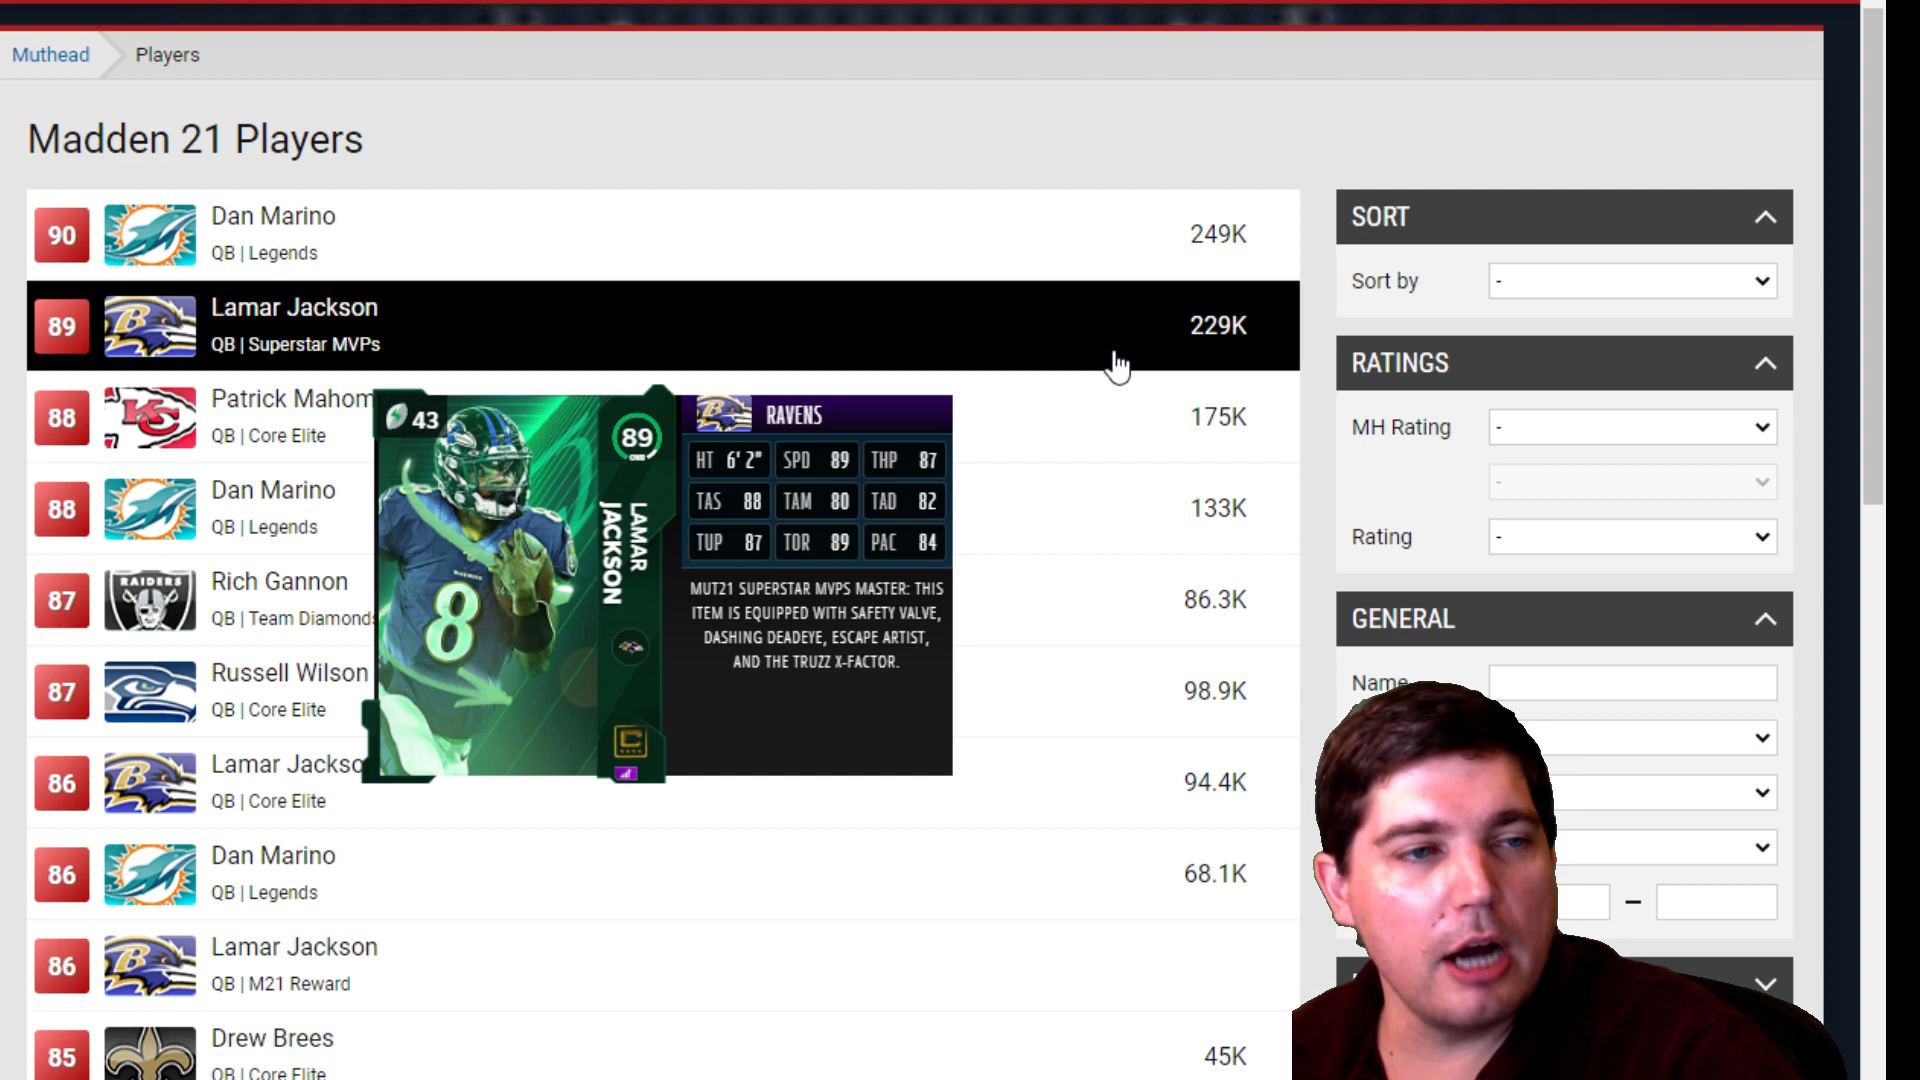 Muthead
Players
Madden 21 Players
90
Dan Marino
QB | Legends
249K
89
Lamar Jackson
QB | Superstar MVPs
229K
88
Patrick Mahom
QB | Core Elite
175K
88
Dan Marino
QB | Legends
133K
87
RAIDERS
Rich Gannon
QB | Team Diamonds
86.3K
87
Russell Wilson
QB | Core Elite
98.9K
86
Lamar Jackso
QB | Core Elite
94.4K
86
Dan Marino
QB | Legends
68.1K
86
Lamar Jackson
QB | M21 Reward
85
Drew Brees
QB | Core Elite
45K
43
89
OVR
LAMAR
JACKSON
8
RAVENS
HT 6' 2" SPD 89 THP 87
TAS 88 TAM 80 TAD 82
TUP 87 TOR 89 PAC 84
MUT21 SUPERSTAR MVPS MASTER: THIS
ITEM IS EQUIPPED WITH SAFETY VALVE,
DASHING DEADEYE, ESCAPE ARTIST,
AND THE TRUZZ X-FACTOR.
SORT
Sort by -
RATINGS
MH Rating -
-
Rating -
GENERAL
Name
–